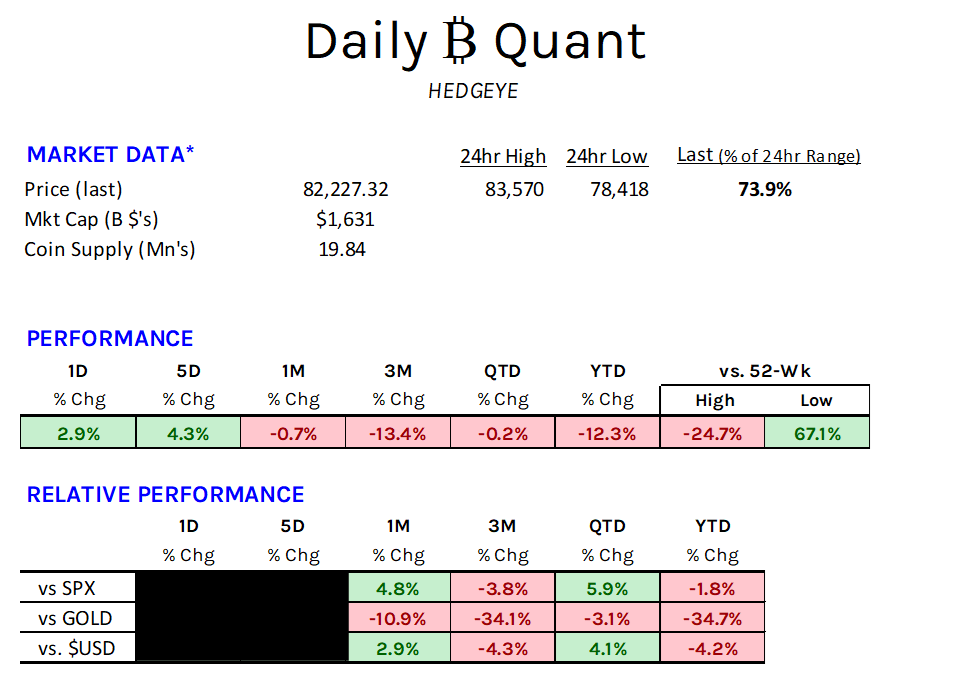 Daily ₿ Quant
HEDGEYE
MARKET DATA* 24hr High 24hr Low Last (% of 24hr Range)
Price (last) 82,227.32 83,570 78,418 73.9%
Mkt Cap (B $'s) $1,631
Coin Supply (Mn's) 19.84
PERFORMANCE
1D 5D 1M 3M QTD YTD vs. 52-Wk
% Chg % Chg % Chg % Chg % Chg % Chg High Low
2.9% 4.3% -0.7% -13.4% -0.2% -12.3% -24.7% 67.1%
RELATIVE PERFORMANCE
1D 5D 1M 3M QTD YTD
% Chg % Chg % Chg % Chg % Chg % Chg
vs SPX 4.8% -3.8% 5.9% -1.8%
vs GOLD -10.9% -34.1% -3.1% -34.7%
vs. $USD 2.9% -4.3% 4.1% -4.2%